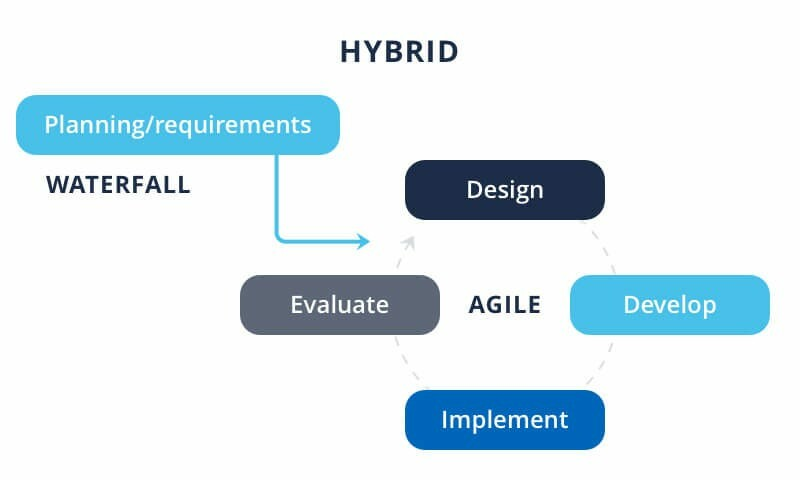 HYBRID
Planning/requirements
WATERFALL
Design
Evaluate
AGILE
Develop
Implement